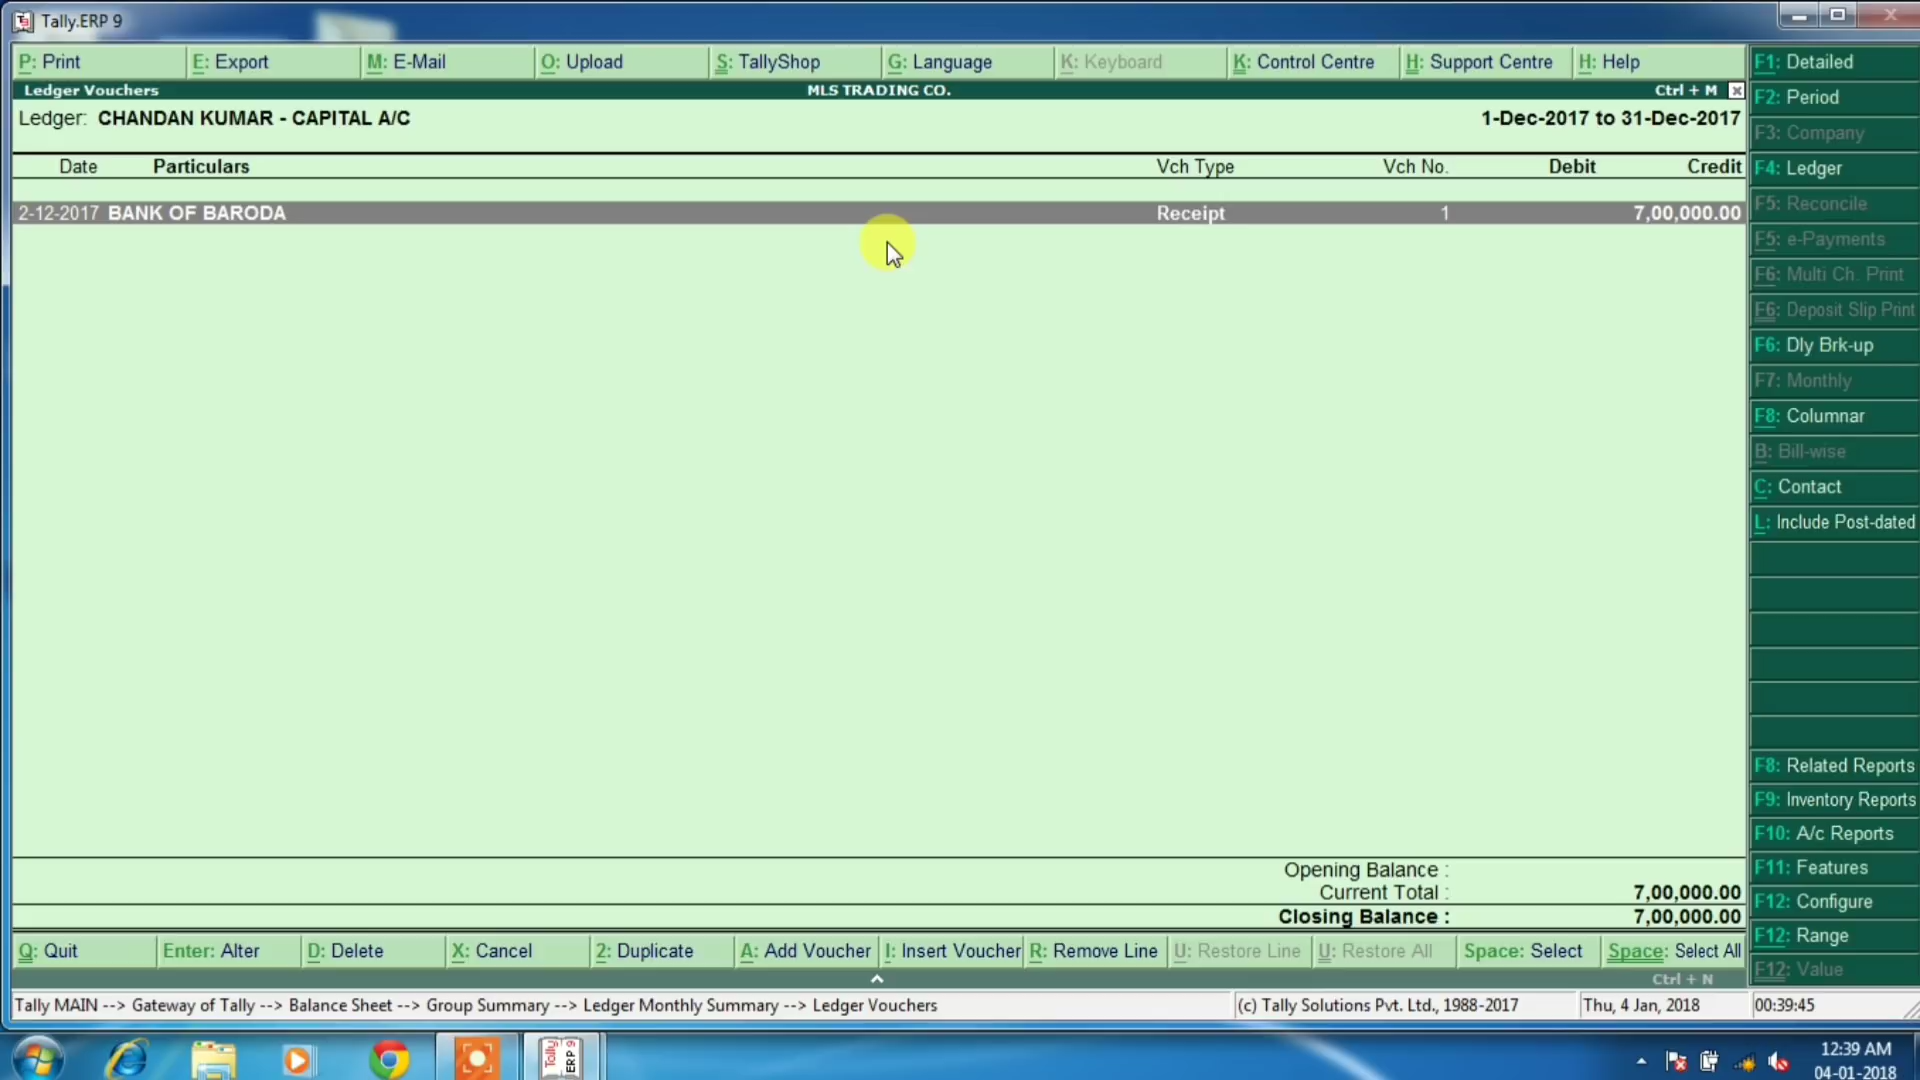 Tally.ERP 9
P: Print E: Export M: E-Mail O: Upload S: TallyShop G: Language K: Keyboard K: Control Centre H: Support Centre H: Help
Ledger Vouchers MLS TRADING CO. Ctrl + M
Ledger: CHANDAN KUMAR - CAPITAL A/C 1-Dec-2017 to 31-Dec-2017
Date Particulars Vch Type Vch No. Debit Credit
2-12-2017 BANK OF BARODA Receipt 1 7,00,000.00
Opening Balance :
Current Total : 7,00,000.00
Closing Balance : 7,00,000.00
Q: Quit Enter: Alter D: Delete X: Cancel 2: Duplicate A: Add Voucher I: Insert Voucher R: Remove Line U: Restore Line U: Restore All Space: Select Space: Select All
Ctrl + N
F1: Detailed
F2: Period
F3: Company
F4: Ledger
F5: Reconcile
F5: e-Payments
F6: Multi Ch. Print
F6: Deposit Slip Print
F6: Dly Brk-up
F7: Monthly
F8: Columnar
B: Bill-wise
C: Contact
L: Include Post-dated
F8: Related Reports
F9: Inventory Reports
F10: A/c Reports
F11: Features
F12: Configure
F12: Range
F12: Value
Tally MAIN --> Gateway of Tally --> Balance Sheet --> Group Summary --> Ledger Monthly Summary --> Ledger Vouchers (c) Tally Solutions Pvt. Ltd., 1988-2017 Thu, 4 Jan, 2018 00:39:45
Tally ERP 9
12:39 AM
04-01-2018